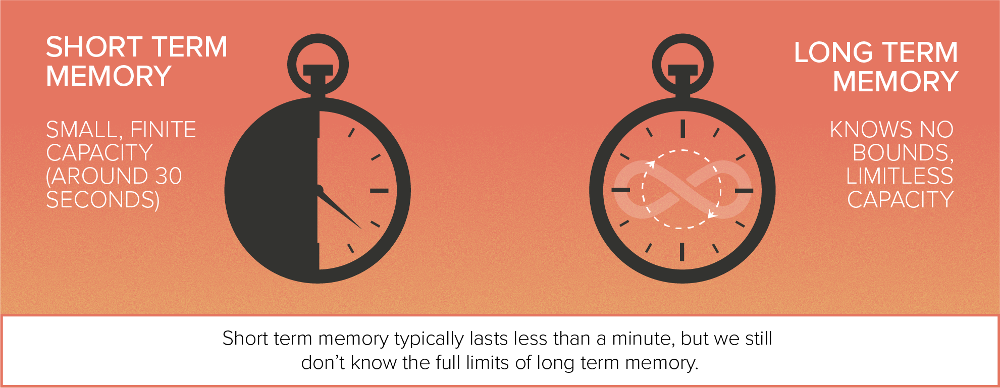 SHORT TERM
MEMORY
SMALL, FINITE
CAPACITY
(AROUND 30
SECONDS)
LONG TERM
MEMORY
KNOWS NO
BOUNDS,
LIMITLESS
CAPACITY
Short term memory typically lasts less than a minute, but we still
don’t know the full limits of long term memory.